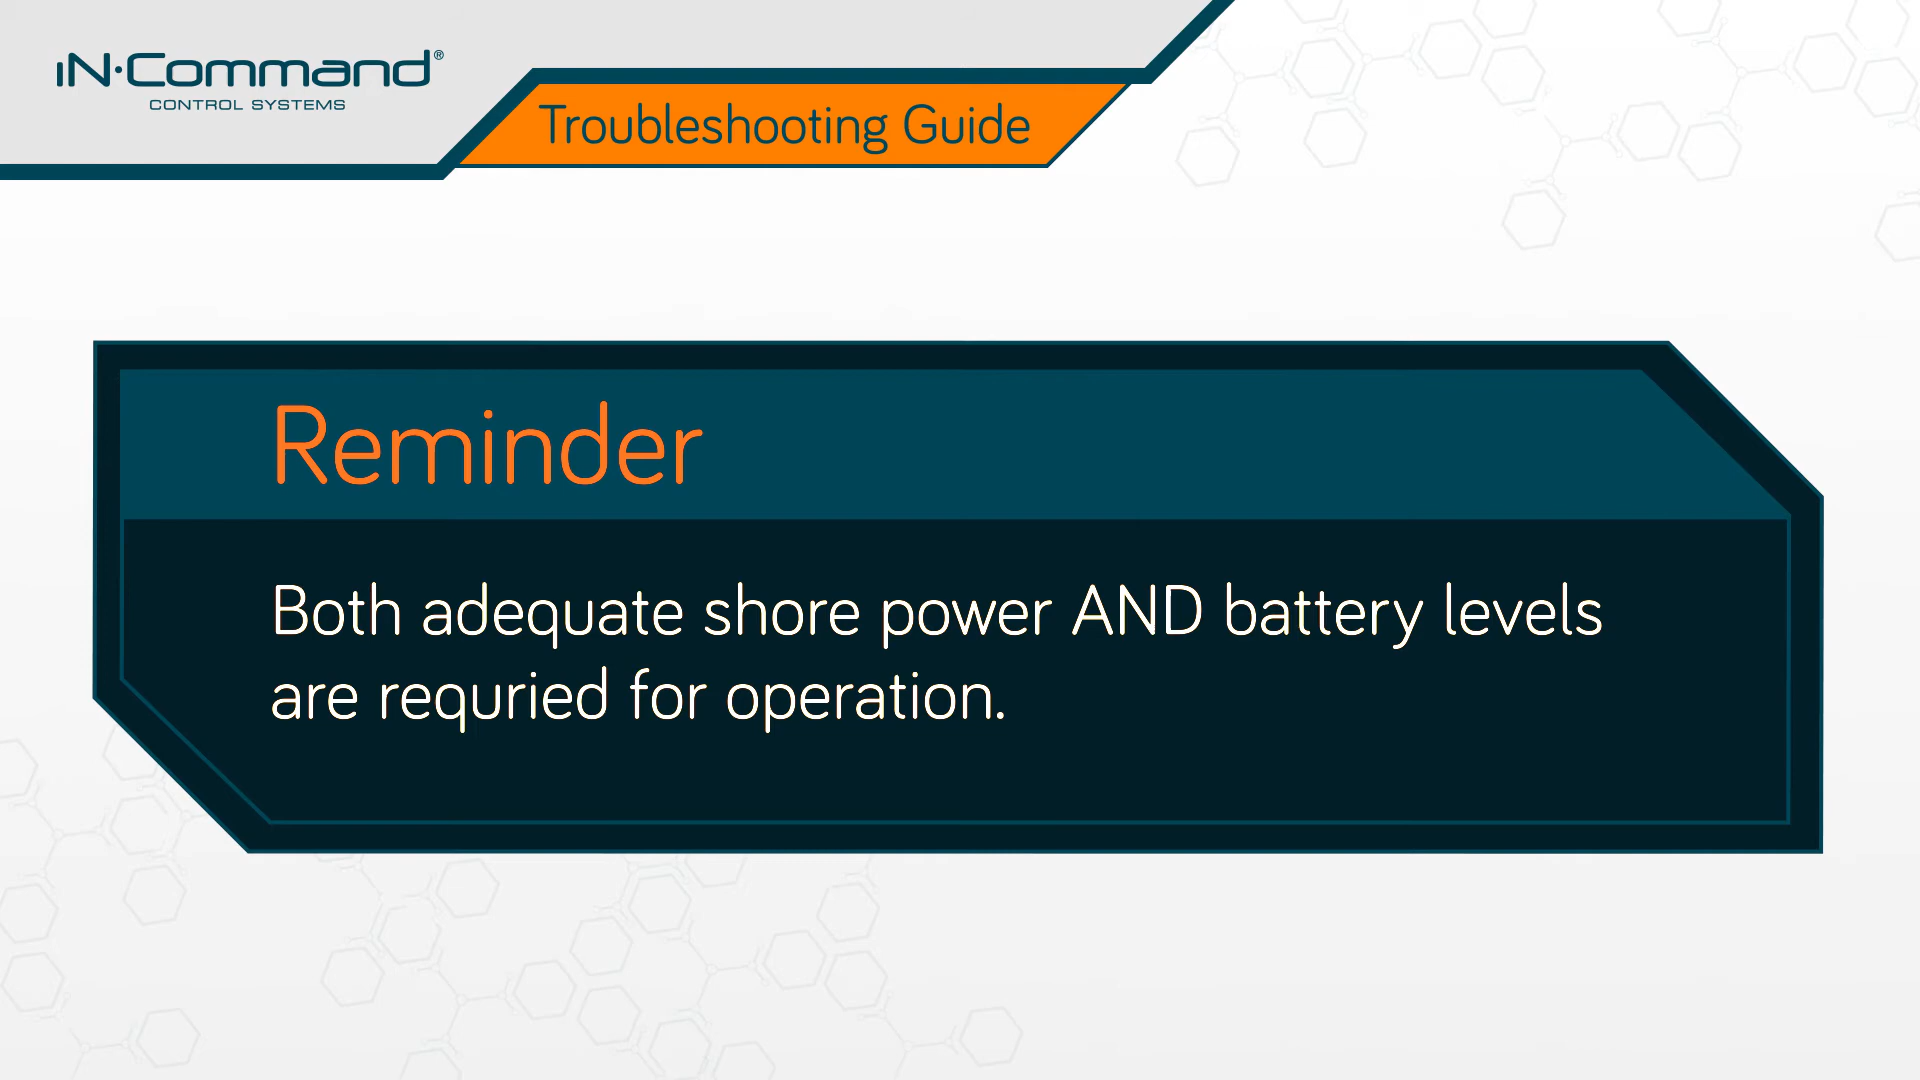 iN·Command®
CONTROL SYSTEMS
Troubleshooting Guide
Reminder
Both adequate shore power AND battery levels
are requried for operation.